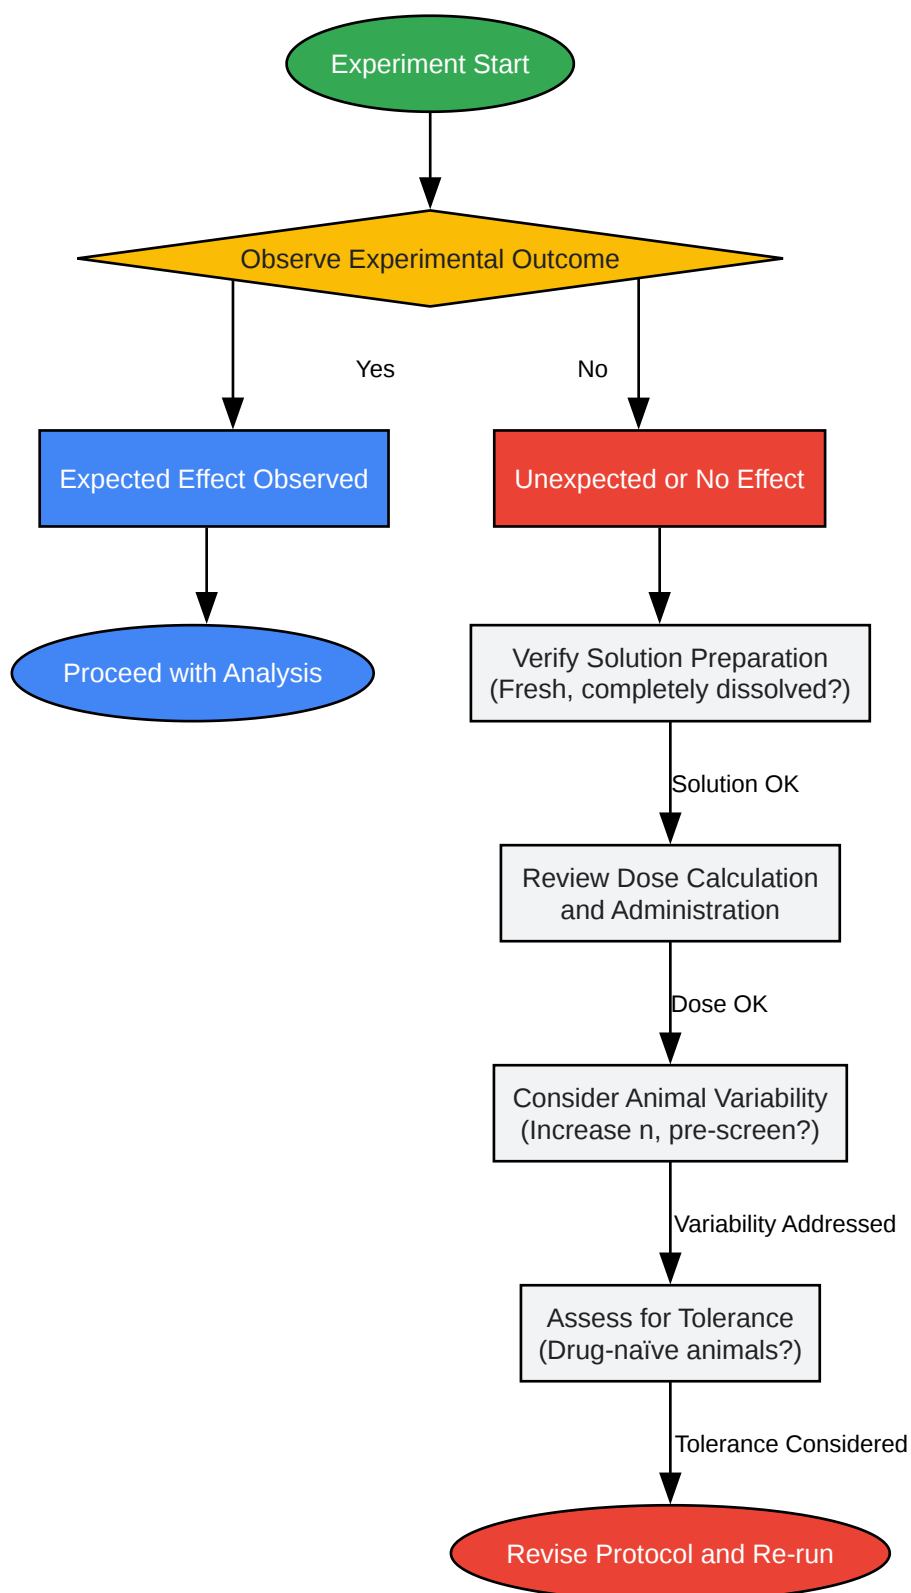 Experiment Start
Observe Experimental Outcome
Yes
No
Expected Effect Observed
Unexpected or No Effect
Proceed with Analysis
Verify Solution Preparation
(Fresh, completely dissolved?)
Solution OK
Review Dose Calculation
and Administration
Dose OK
Consider Animal Variability
(Increase n, pre-screen?)
Variability Addressed
Assess for Tolerance
(Drug-naïve animals?)
Tolerance Considered
Revise Protocol and Re-run